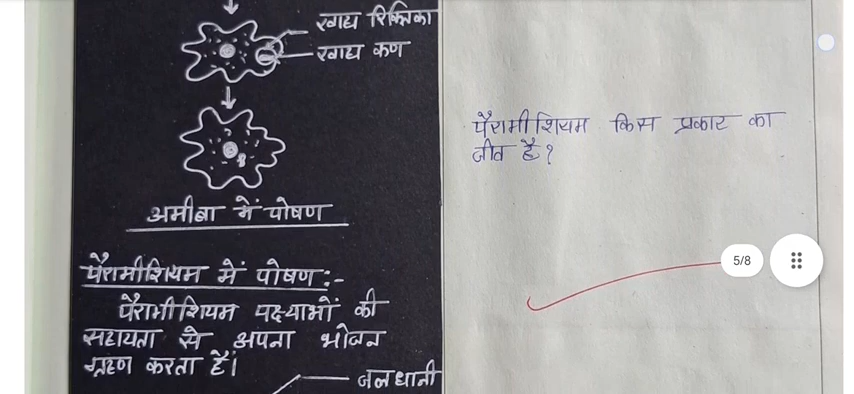 खाद्य रिक्तिका
खाद्य कण
अमीबा में पोषण
पैरामीशियम में पोषण :-
पैरामीशियम पक्ष्याभों की
सहायता से अपना भोजन
ग्रहण करता है।
जलधानी
पैरामीशियम किस प्रकार का
जीव है?
5/8